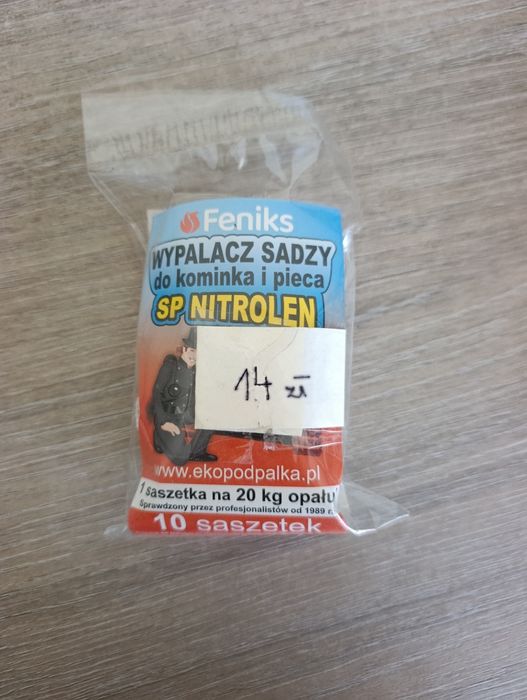 Feniks
WYPALACZ SADZY
do kominka i pieca
SP NITROLEN
14 zł
www.ekopodpalka.pl
1 saszetka na 20 kg opału
Sprawdzony przez profesjonalistów od 1989 r.
10 saszetek